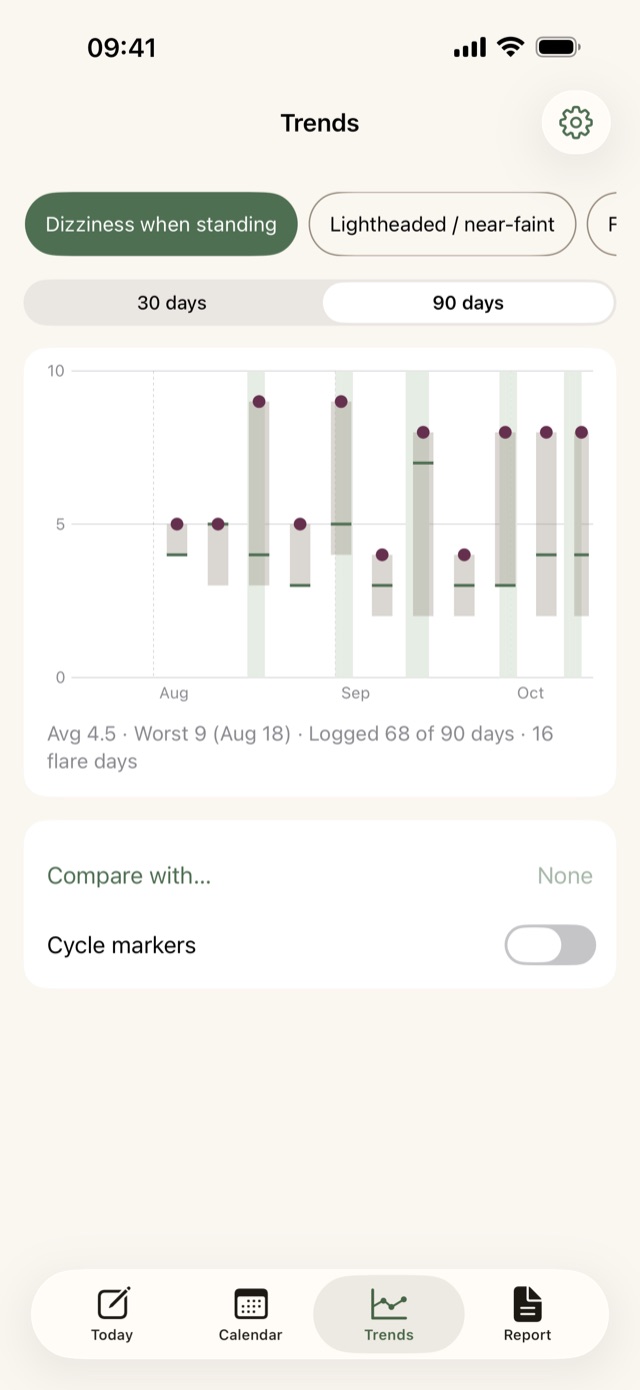 09:41
Trends
Dizziness when standing
Lightheaded / near-faint
F
30 days
90 days
10
5
0
Aug
Sep
Oct
Avg 4.5 · Worst 9 (Aug 18) · Logged 68 of 90 days · 16
flare days
Compare with...
None
Cycle markers
Today
Calendar
Trends
Report